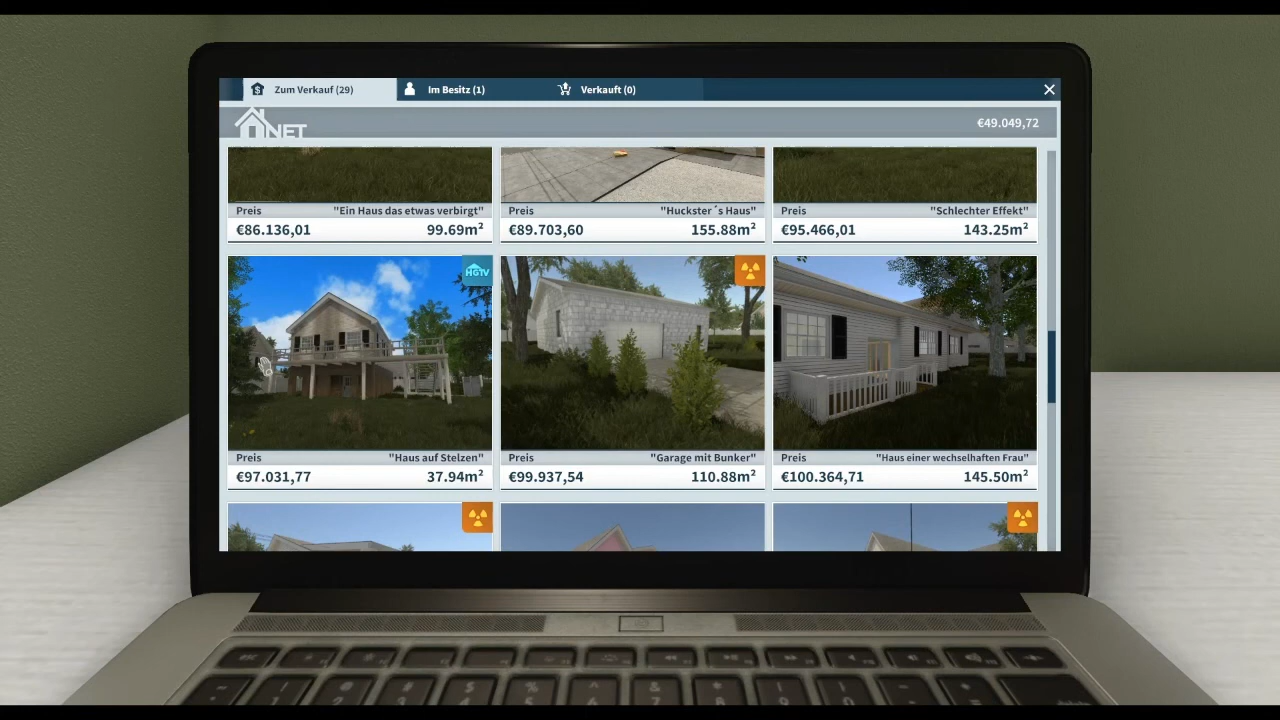 Zum Verkauf (29)
Im Besitz (1)
Verkauft (0)
NET
€49.049,72
Preis "Ein Haus das etwas verbirgt"
€86.136,01 99.69m²
Preis "Huckster´s Haus"
€89.703,60 155.88m²
Preis "Schlechter Effekt"
€95.466,01 143.25m²
HGTV
Preis "Haus auf Stelzen"
€97.031,77 37.94m²
Preis "Garage mit Bunker"
€99.937,54 110.88m²
Preis "Haus einer wechselhaften Frau"
€100.364,71 145.50m²